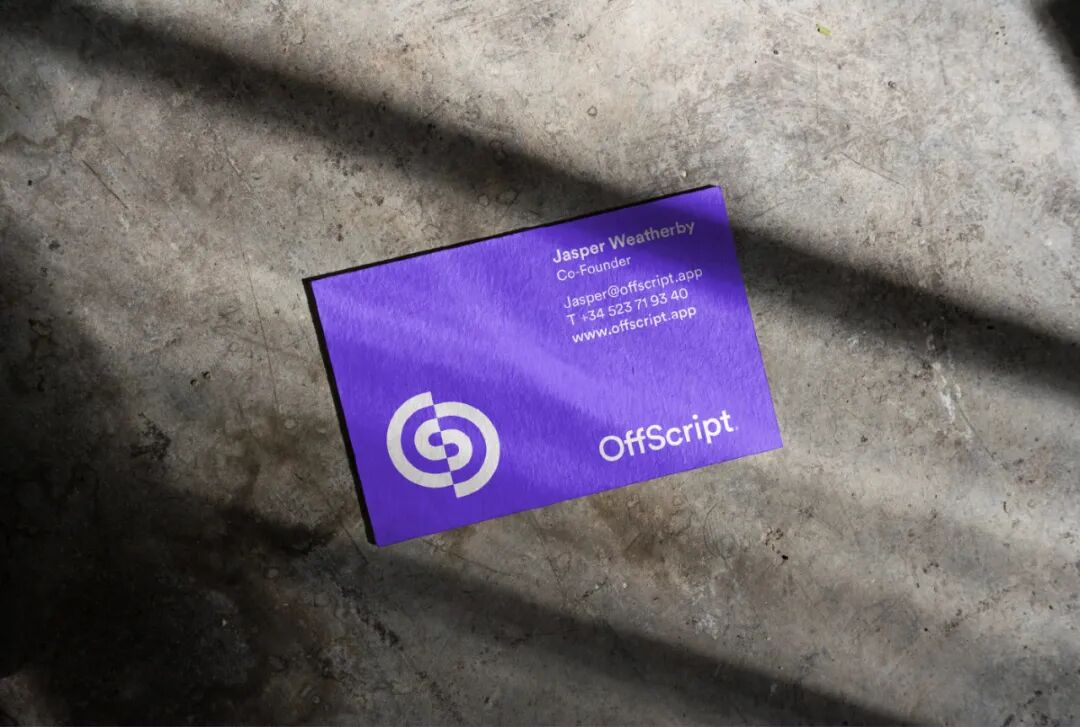 Jasper Weatherby
Co-Founder
Jasper@offscript.app
T +34 523 71 93 40
www.offscript.app
OffScript